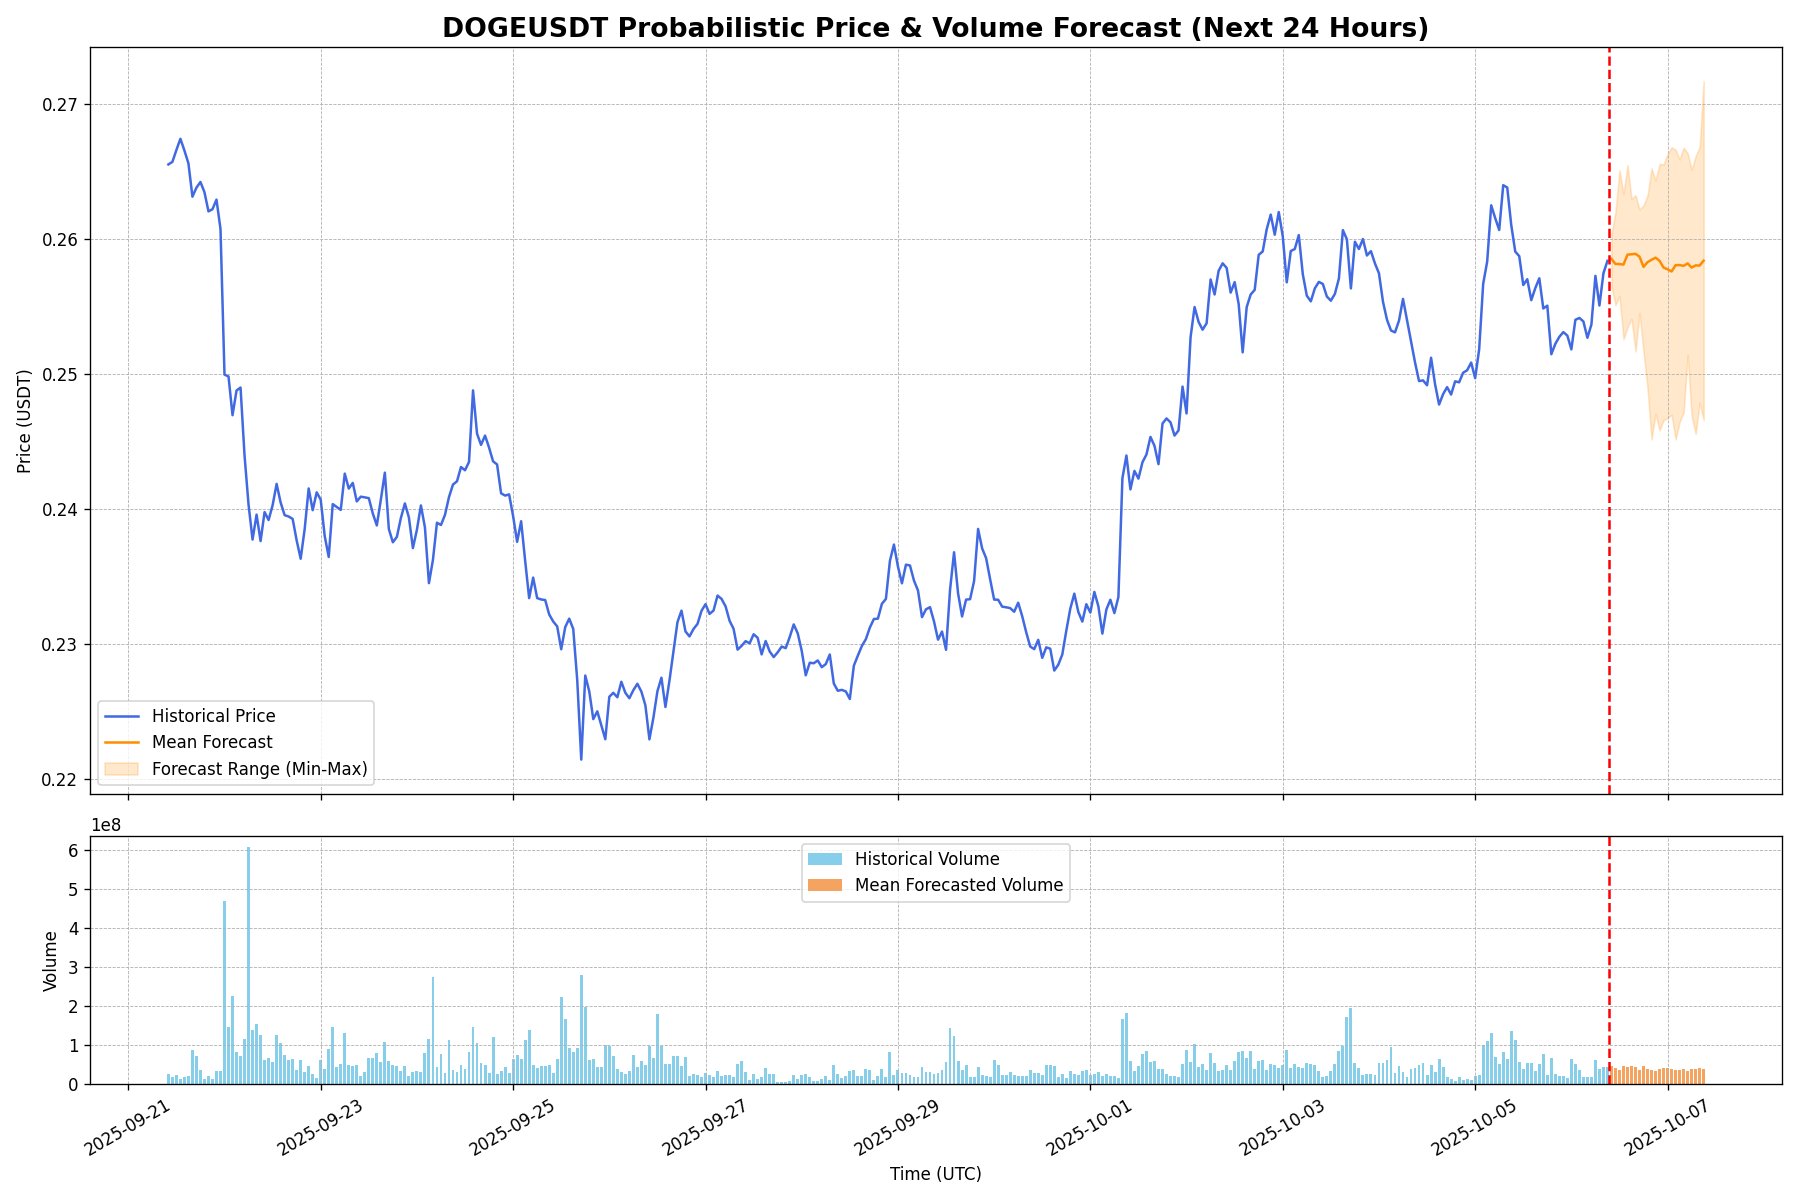 DOGEUSDT Probabilistic Price & Volume Forecast (Next 24 Hours)
Price (USDT)
0.27
0.26
0.25
0.24
0.23
0.22
Historical Price
Mean Forecast
Forecast Range (Min-Max)
1e8
Volume
6
5
4
3
2
1
0
Historical Volume
Mean Forecasted Volume
2025-09-21
2025-09-23
2025-09-25
2025-09-27
2025-09-29
2025-10-01
2025-10-03
2025-10-05
2025-10-07
Time (UTC)